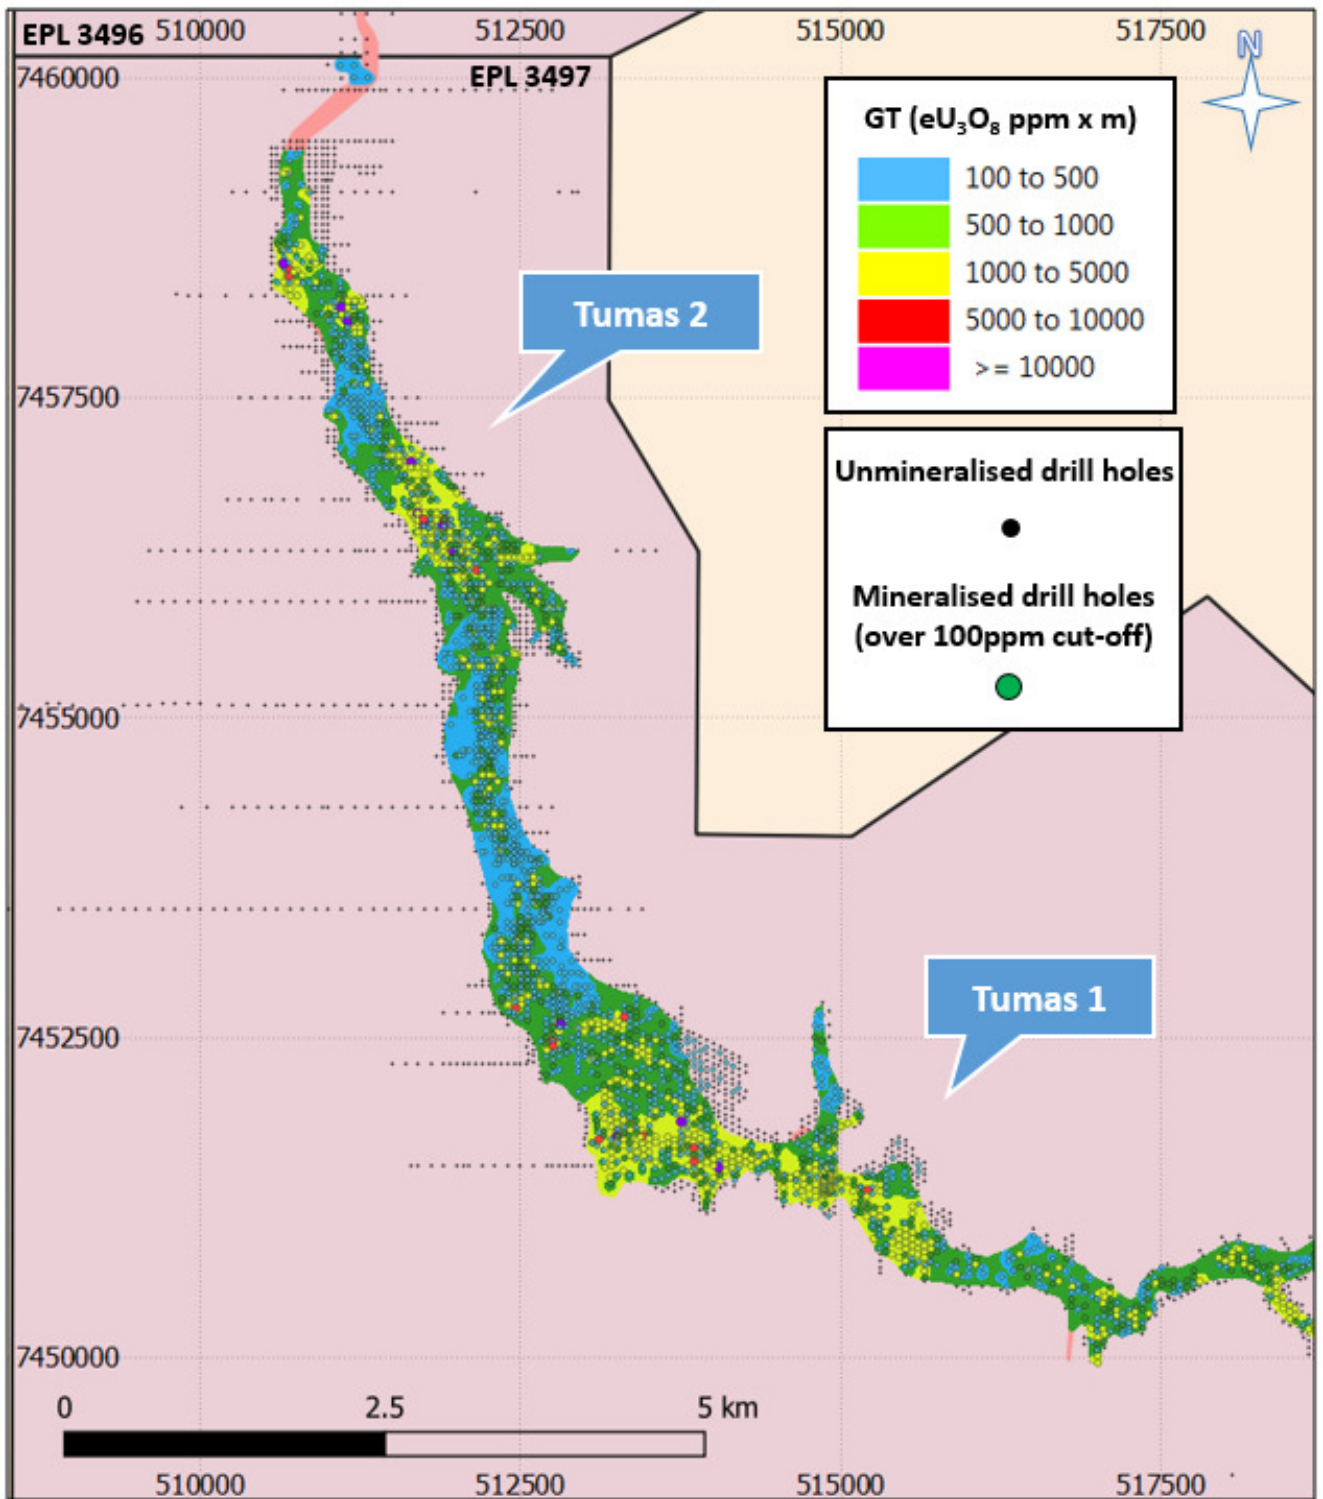 EPL 3496
510000
512500
515000
517500
N
7460000
EPL 3497
GT (eU₃O₈ ppm x m)
100 to 500
500 to 1000
1000 to 5000
5000 to 10000
>= 10000
Tumas 2
7457500
Unmineralised drill holes
Mineralised drill holes
(over 100ppm cut-off)
7455000
Tumas 1
7452500
7450000
0
2.5
5 km
510000
512500
515000
517500